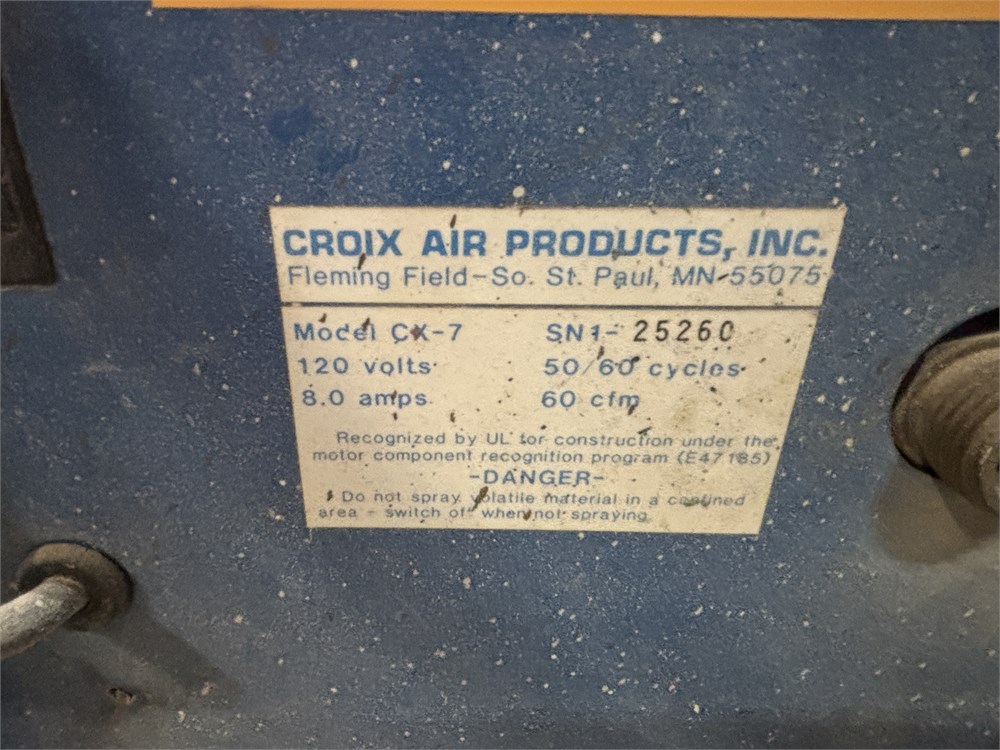 CROIX AIR PRODUCTS, INC.
Fleming Field-So. St. Paul, MN-55075
Model CX-7 SN1- 25260
120 volts 50/60 cycles
8.0 amps 60 cfm
Recognized by UL for construction under the
motor component recognition program (E47185)
-DANGER-
Do not spray volatile material in a confined
area - switch off when not spraying